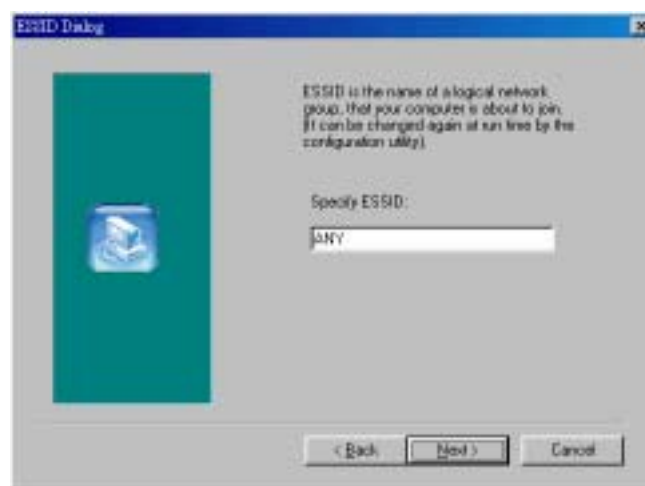 ESSID Dialog
ESSID is the name of a logical network
group, that your computer is about to join.
(It can be changed again at run time by the
configuration utility).
Specify ESSID:
ANY
< Back
Next >
Cancel